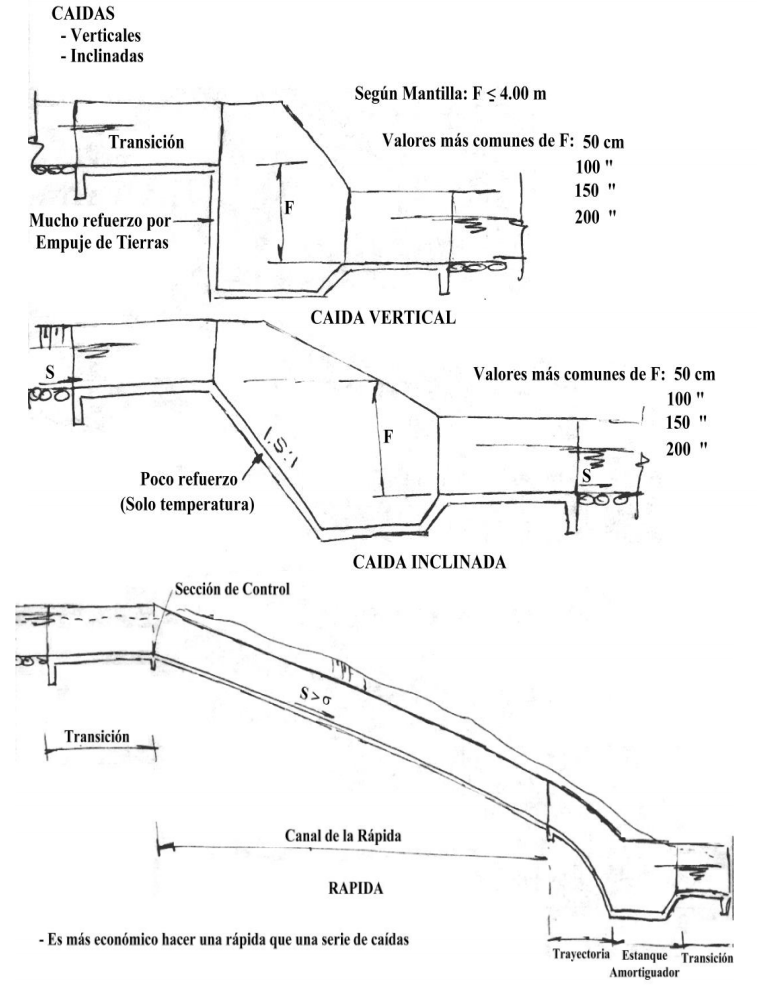 CAIDAS
- Verticales
- Inclinadas
Según Mantilla: F ≤ 4.00 m
Transición
Valores más comunes de F: 50 cm
100 "
150 "
200 "
F
Mucho refuerzo por
Empuje de Tierras
CAIDA VERTICAL
S
Valores más comunes de F: 50 cm
100 "
150 "
200 "
F
1.5:1
S
Poco refuerzo
(Solo temperatura)
CAIDA INCLINADA
Sección de Control
S>σ
Transición
Canal de la Rápida
RAPIDA
- Es más económico hacer una rápida que una serie de caídas
Trayectoria Estanque Transición
Amortiguador